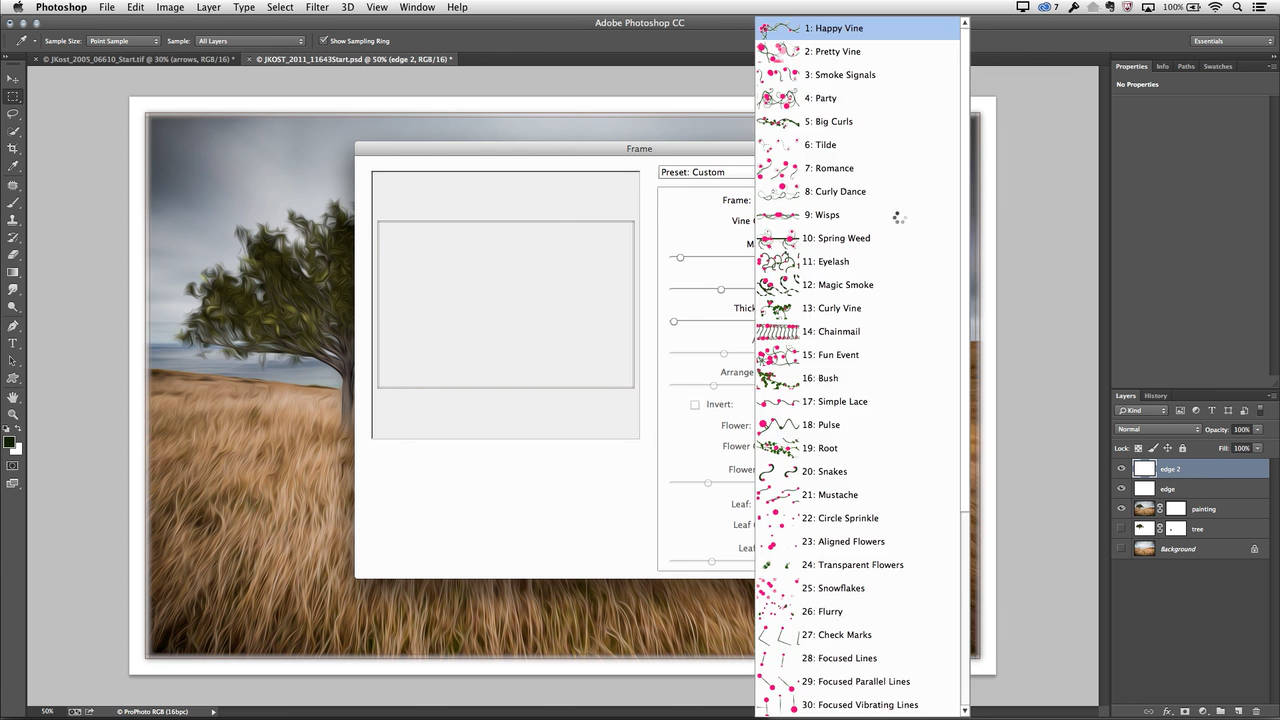 Photoshop File Edit Image Layer Type Select Filter 3D View Window Help
7 100%
Adobe Photoshop CC
Sample Size: Point Sample Sample: All Layers Show Sampling Ring Essentials
× JKost_2005_06610_Start.tif @ 30% (arrows, RGB/16) *
× © JKOST_2011_11643Start.psd @ 50% (edge 2, RGB/16) *
Properties Info Paths Swatches
No Properties
Frame
Preset: Custom
Frame:
Vine
M
Thick
Arrange
Invert:
Flower:
Flower
Flower
Leaf:
Leaf
Leaf
1: Happy Vine
2: Pretty Vine
3: Smoke Signals
4: Party
5: Big Curls
6: Tilde
7: Romance
8: Curly Dance
9: Wisps
10: Spring Weed
11: Eyelash
12: Magic Smoke
13: Curly Vine
14: Chainmail
15: Fun Event
16: Bush
17: Simple Lace
18: Pulse
19: Root
20: Snakes
21: Mustache
22: Circle Sprinkle
23: Aligned Flowers
24: Transparent Flowers
25: Snowflakes
26: Flurry
27: Check Marks
28: Focused Lines
29: Focused Parallel Lines
30: Focused Vibrating Lines
Layers History
Kind
Normal Opacity: 100%
Lock: Fill: 100%
edge 2
edge
painting
tree
Background
50% © ProPhoto RGB (16bpc)